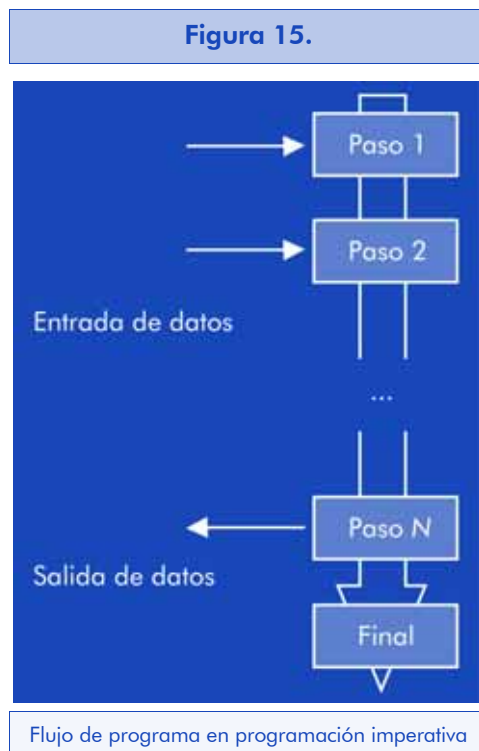 Figura 15.
Paso 1
Paso 2
Entrada de datos
...
Paso N
Salida de datos
Final
Flujo de programa en programación imperativa